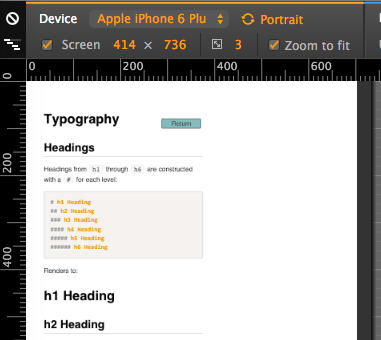 Device Apple iPhone 6 Plu Portrait
Screen 414 × 736 3 Zoom to fit
0 200 400 600
0
200
400
Typography
Return
Headings
Headings from h1 through h6 are constructed
with a # for each level:
# h1 Heading
## h2 Heading
### h3 Heading
#### h4 Heading
##### h5 Heading
###### h6 Heading
Renders to:
h1 Heading
h2 Heading